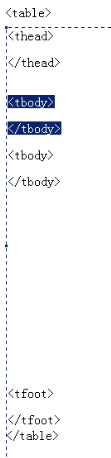 <table>
<thead>
</thead>
<tbody>
</tbody>
<tbody>
</tbody>
<tfoot>
</tfoot>
</table>